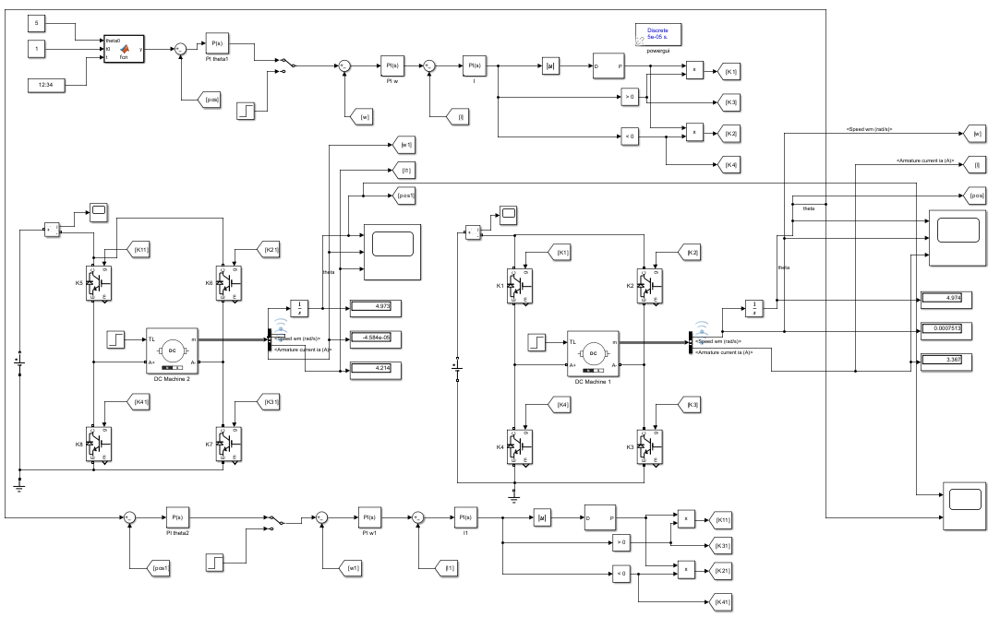 5
1
12:34
theta0
t0
t
y
fcn
P(s)
PI theta1
[pos]
PI(s)
PI w
[w]
PI(s)
I
[I]
|u|
D
P
> 0
< 0
x
x
[K1]
[K3]
[K2]
[K4]
Discrete
5e-05 s.
powergui
[w1]
[I1]
[pos1]
<Speed wm (rad/s)>
[w]
<Armature current ia (A)>
[I]
[pos]
theta
theta
theta
[K11]
[K21]
K5
K6
g
C
E
g
C
E
1
s
4.973
-4.584e-05
4.214
<Speed wm (rad/s)>
<Armature current ia (A)>
TL
m
A+
A-
DC
DC Machine 2
[K41]
[K31]
K8
K7
g
C
E
g
C
E
[K1]
[K2]
K1
K2
g
C
E
g
C
E
1
s
4.974
0.0007513
3.367
<Speed wm (rad/s)>
<Armature current ia (A)>
TL
m
A+
A-
DC
DC Machine 1
[K4]
[K3]
K4
K3
g
C
E
g
C
E
P(s)
PI theta2
[pos1]
PI(s)
PI w1
[w1]
PI(s)
I1
[I1]
|u|
D
P
> 0
< 0
x
x
[K11]
[K31]
[K21]
[K41]